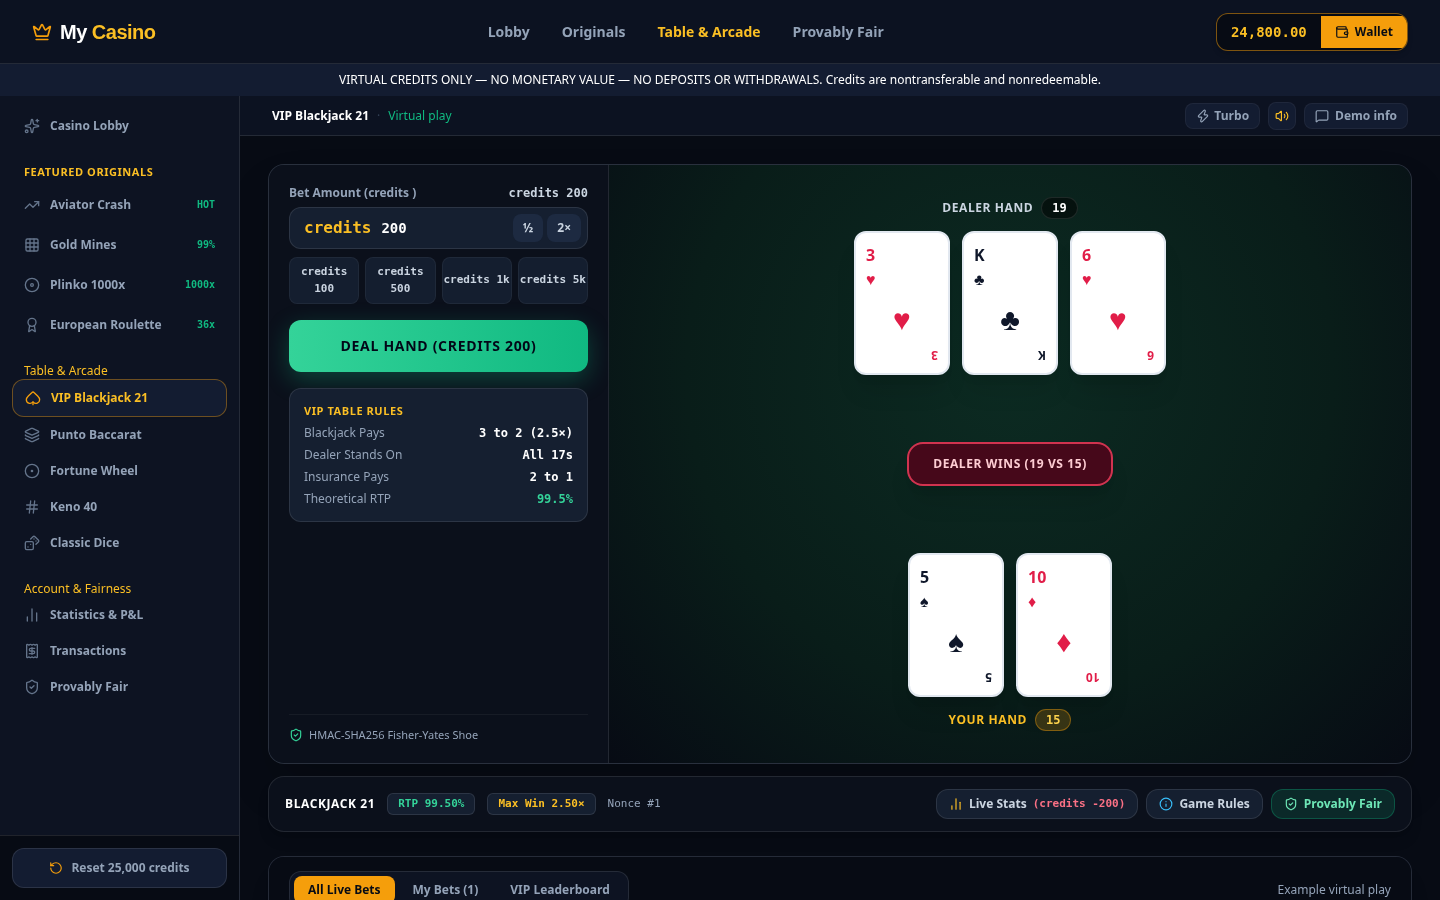 My Casino
Lobby
Originals
Table & Arcade
Provably Fair
24,800.00
Wallet
VIRTUAL CREDITS ONLY — NO MONETARY VALUE — NO DEPOSITS OR WITHDRAWALS. Credits are nontransferable and nonredeemable.
Casino Lobby
FEATURED ORIGINALS
Aviator Crash HOT
Gold Mines 99%
Plinko 1000x 1000x
European Roulette 36x
Table & Arcade
VIP Blackjack 21
Punto Baccarat
Fortune Wheel
Keno 40
Classic Dice
Account & Fairness
Statistics & P&L
Transactions
Provably Fair
Reset 25,000 credits
VIP Blackjack 21 · Virtual play
Turbo
Demo info
Bet Amount (credits ) credits 200
credits 200 ½ 2×
credits 100
credits 500
credits 1k
credits 5k
DEAL HAND (CREDITS 200)
VIP TABLE RULES
Blackjack Pays 3 to 2 (2.5×)
Dealer Stands On All 17s
Insurance Pays 2 to 1
Theoretical RTP 99.5%
HMAC-SHA256 Fisher-Yates Shoe
DEALER HAND 19
3 ♥ ♥ 3
K ♣ ♣ K
6 ♥ ♥ 6
DEALER WINS (19 VS 15)
5 ♠ ♠ 5
10 ♦ ♦ 10
YOUR HAND 15
BLACKJACK 21
RTP 99.50%
Max Win 2.50×
Nonce #1
Live Stats (credits -200)
Game Rules
Provably Fair
All Live Bets
My Bets (1)
VIP Leaderboard
Example virtual play